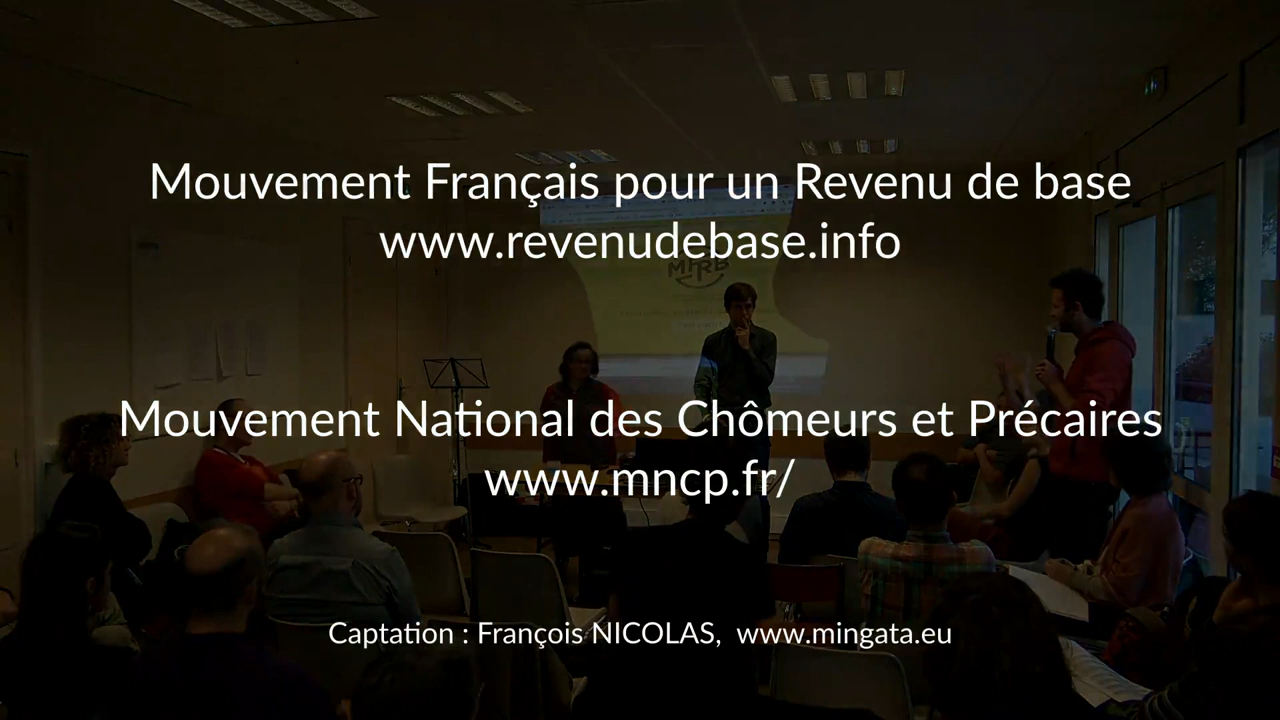 Mouvement Français pour un Revenu de base
www.revenudebase.info
MFRB
Mouvement National des Chômeurs et Précaires
www.mncp.fr/
Captation : François NICOLAS, www.mingata.eu